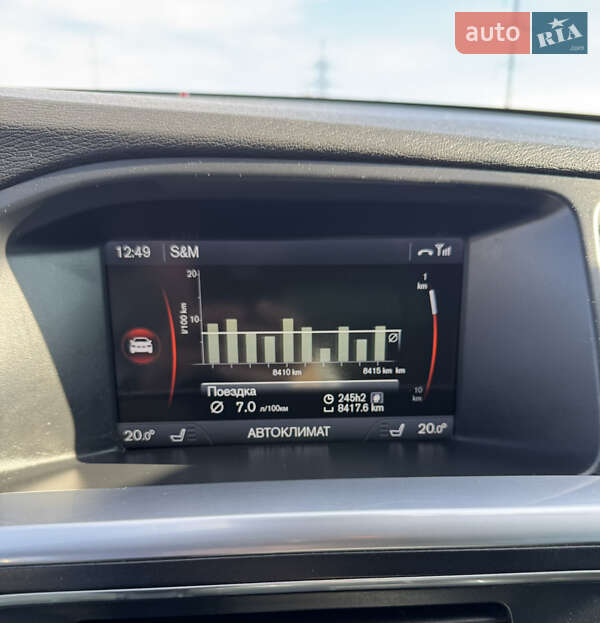 auto RIA .com
12:49 S&M
20
1
km
l/100 km
10
8410 km
8415 km km
10
km
Поездка
7.0 л/100км
245h2
8417.6 km
20.0° АВТОКЛИМАТ 20.0°